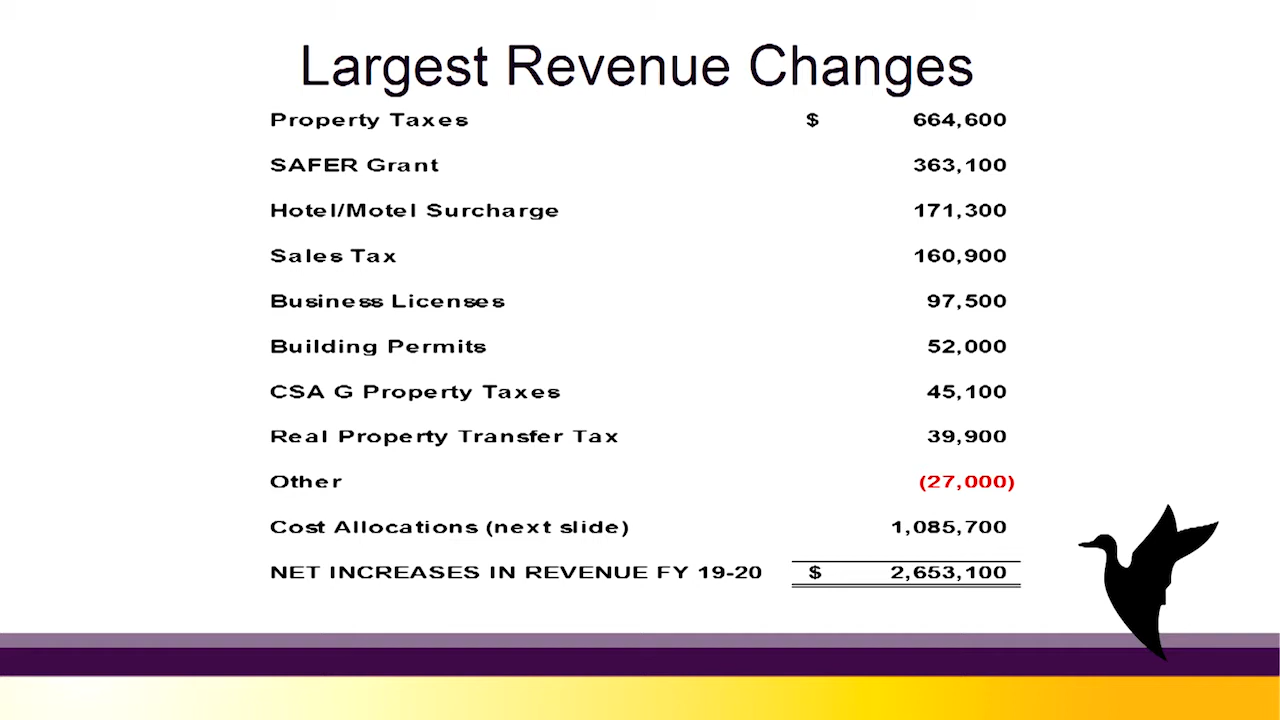 Largest Revenue Changes
Property Taxes $ 664,600
SAFER Grant 363,100
Hotel/Motel Surcharge 171,300
Sales Tax 160,900
Business Licenses 97,500
Building Permits 52,000
CSA G Property Taxes 45,100
Real Property Transfer Tax 39,900
Other (27,000)
Cost Allocations (next slide) 1,085,700
NET INCREASES IN REVENUE FY 19-20 $ 2,653,100